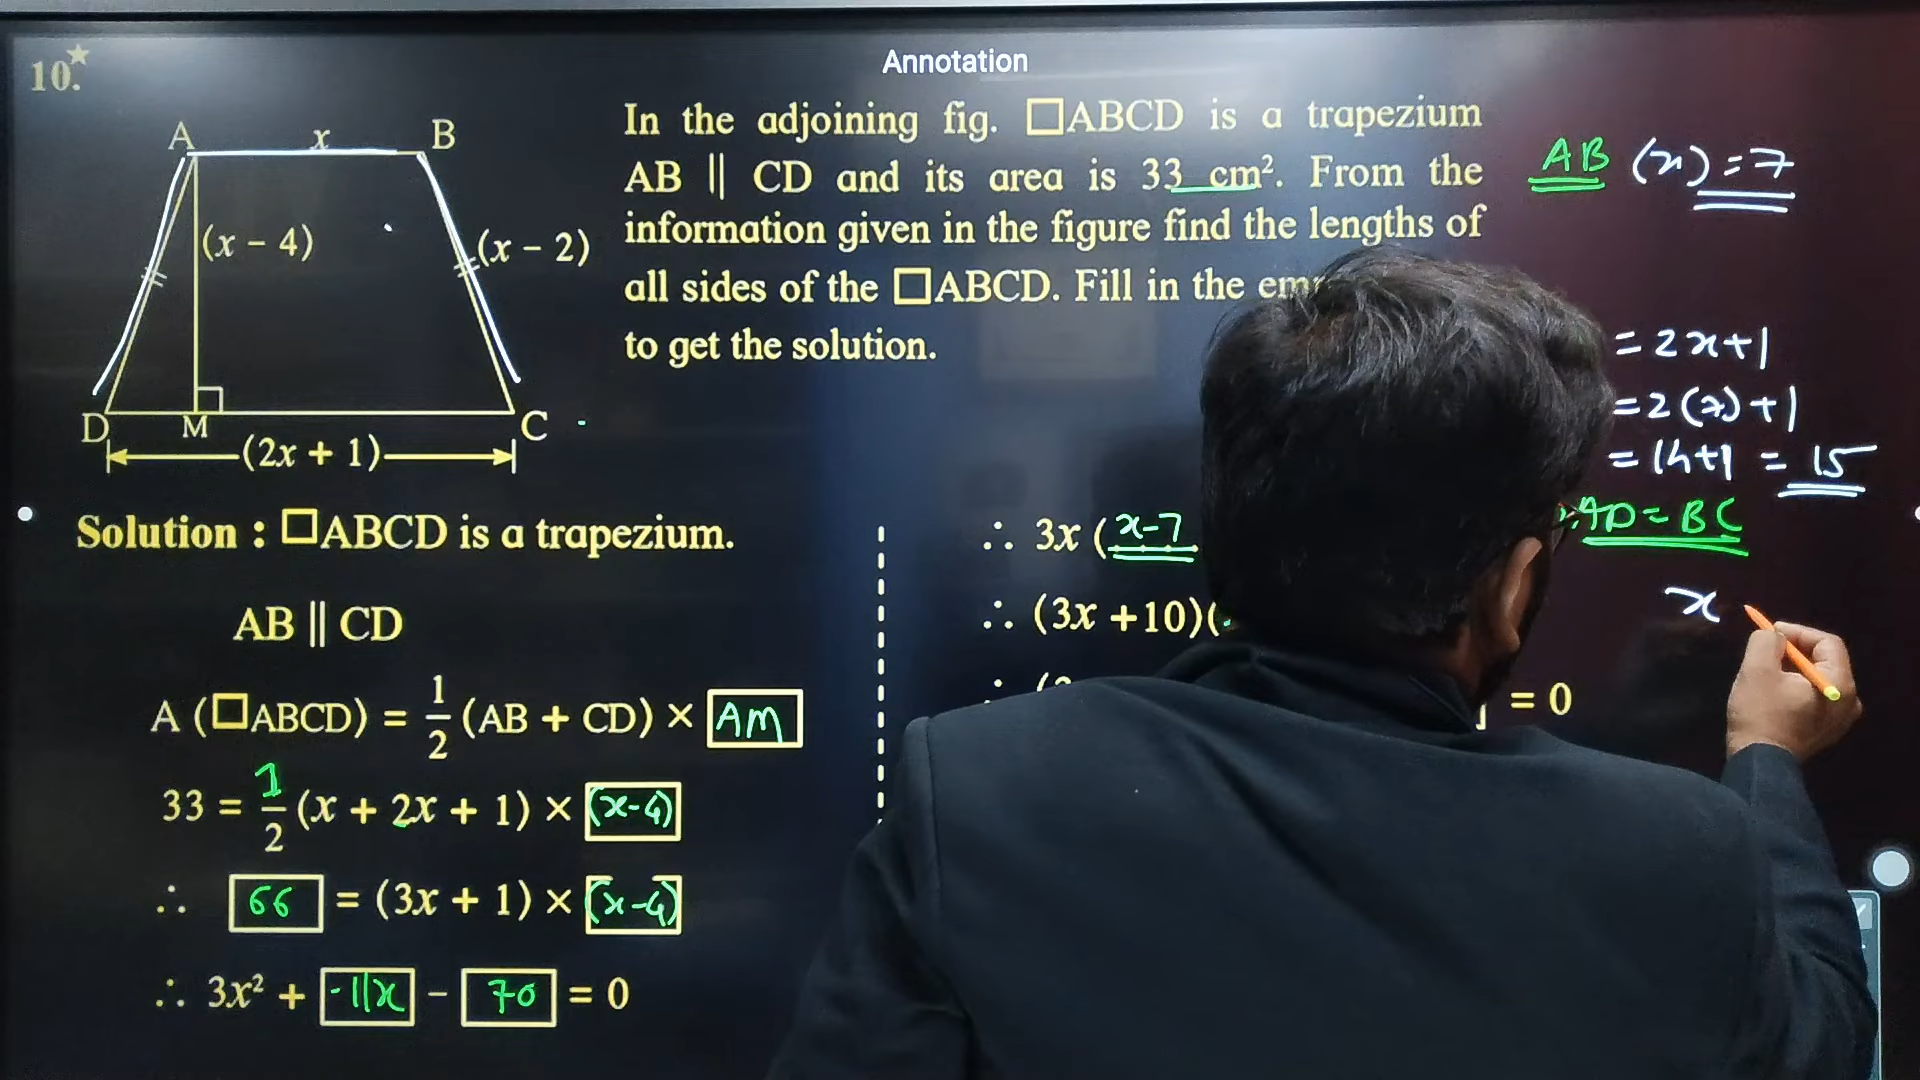 Annotation
10.
A x B
(x – 4)
(x – 2)
D M C
(2x + 1)
In the adjoining fig. □ABCD is a trapezium
AB || CD and its area is 33 cm². From the
information given in the figure find the lengths of
all sides of the □ABCD. Fill in the
to get the solution.
AB (x) = 7
= 2x+1
= 2(7)+1
= 14+1 = 15
AD = BC
x
Solution : □ABCD is a trapezium.
AB || CD
A (□ABCD) = 1/2 (AB + CD) × AM
33 = 1/2 (x + 2x + 1) × (x-4)
∴ 66 = (3x + 1) × (x-4)
∴ 3x² + -11x – 70 = 0
∴ 3x (x-7
∴ (3x +10)(
= 0